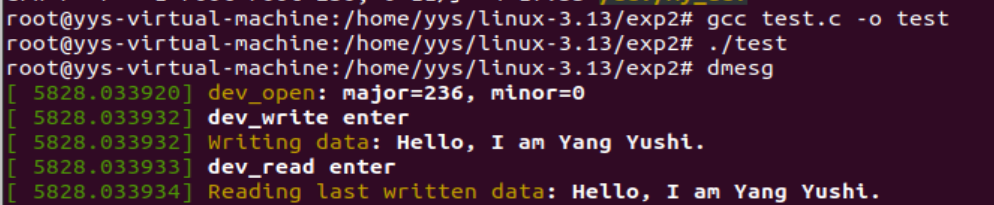 root@yys-virtual-machine:/home/yys/linux-3.13/exp2# gcc test.c -o test
root@yys-virtual-machine:/home/yys/linux-3.13/exp2# ./test
root@yys-virtual-machine:/home/yys/linux-3.13/exp2# dmesg
[ 5828.033920] dev_open: major=236, minor=0
[ 5828.033932] dev_write enter
[ 5828.033932] Writing data: Hello, I am Yang Yushi.
[ 5828.033933] dev_read enter
[ 5828.033934] Reading last written data: Hello, I am Yang Yushi.